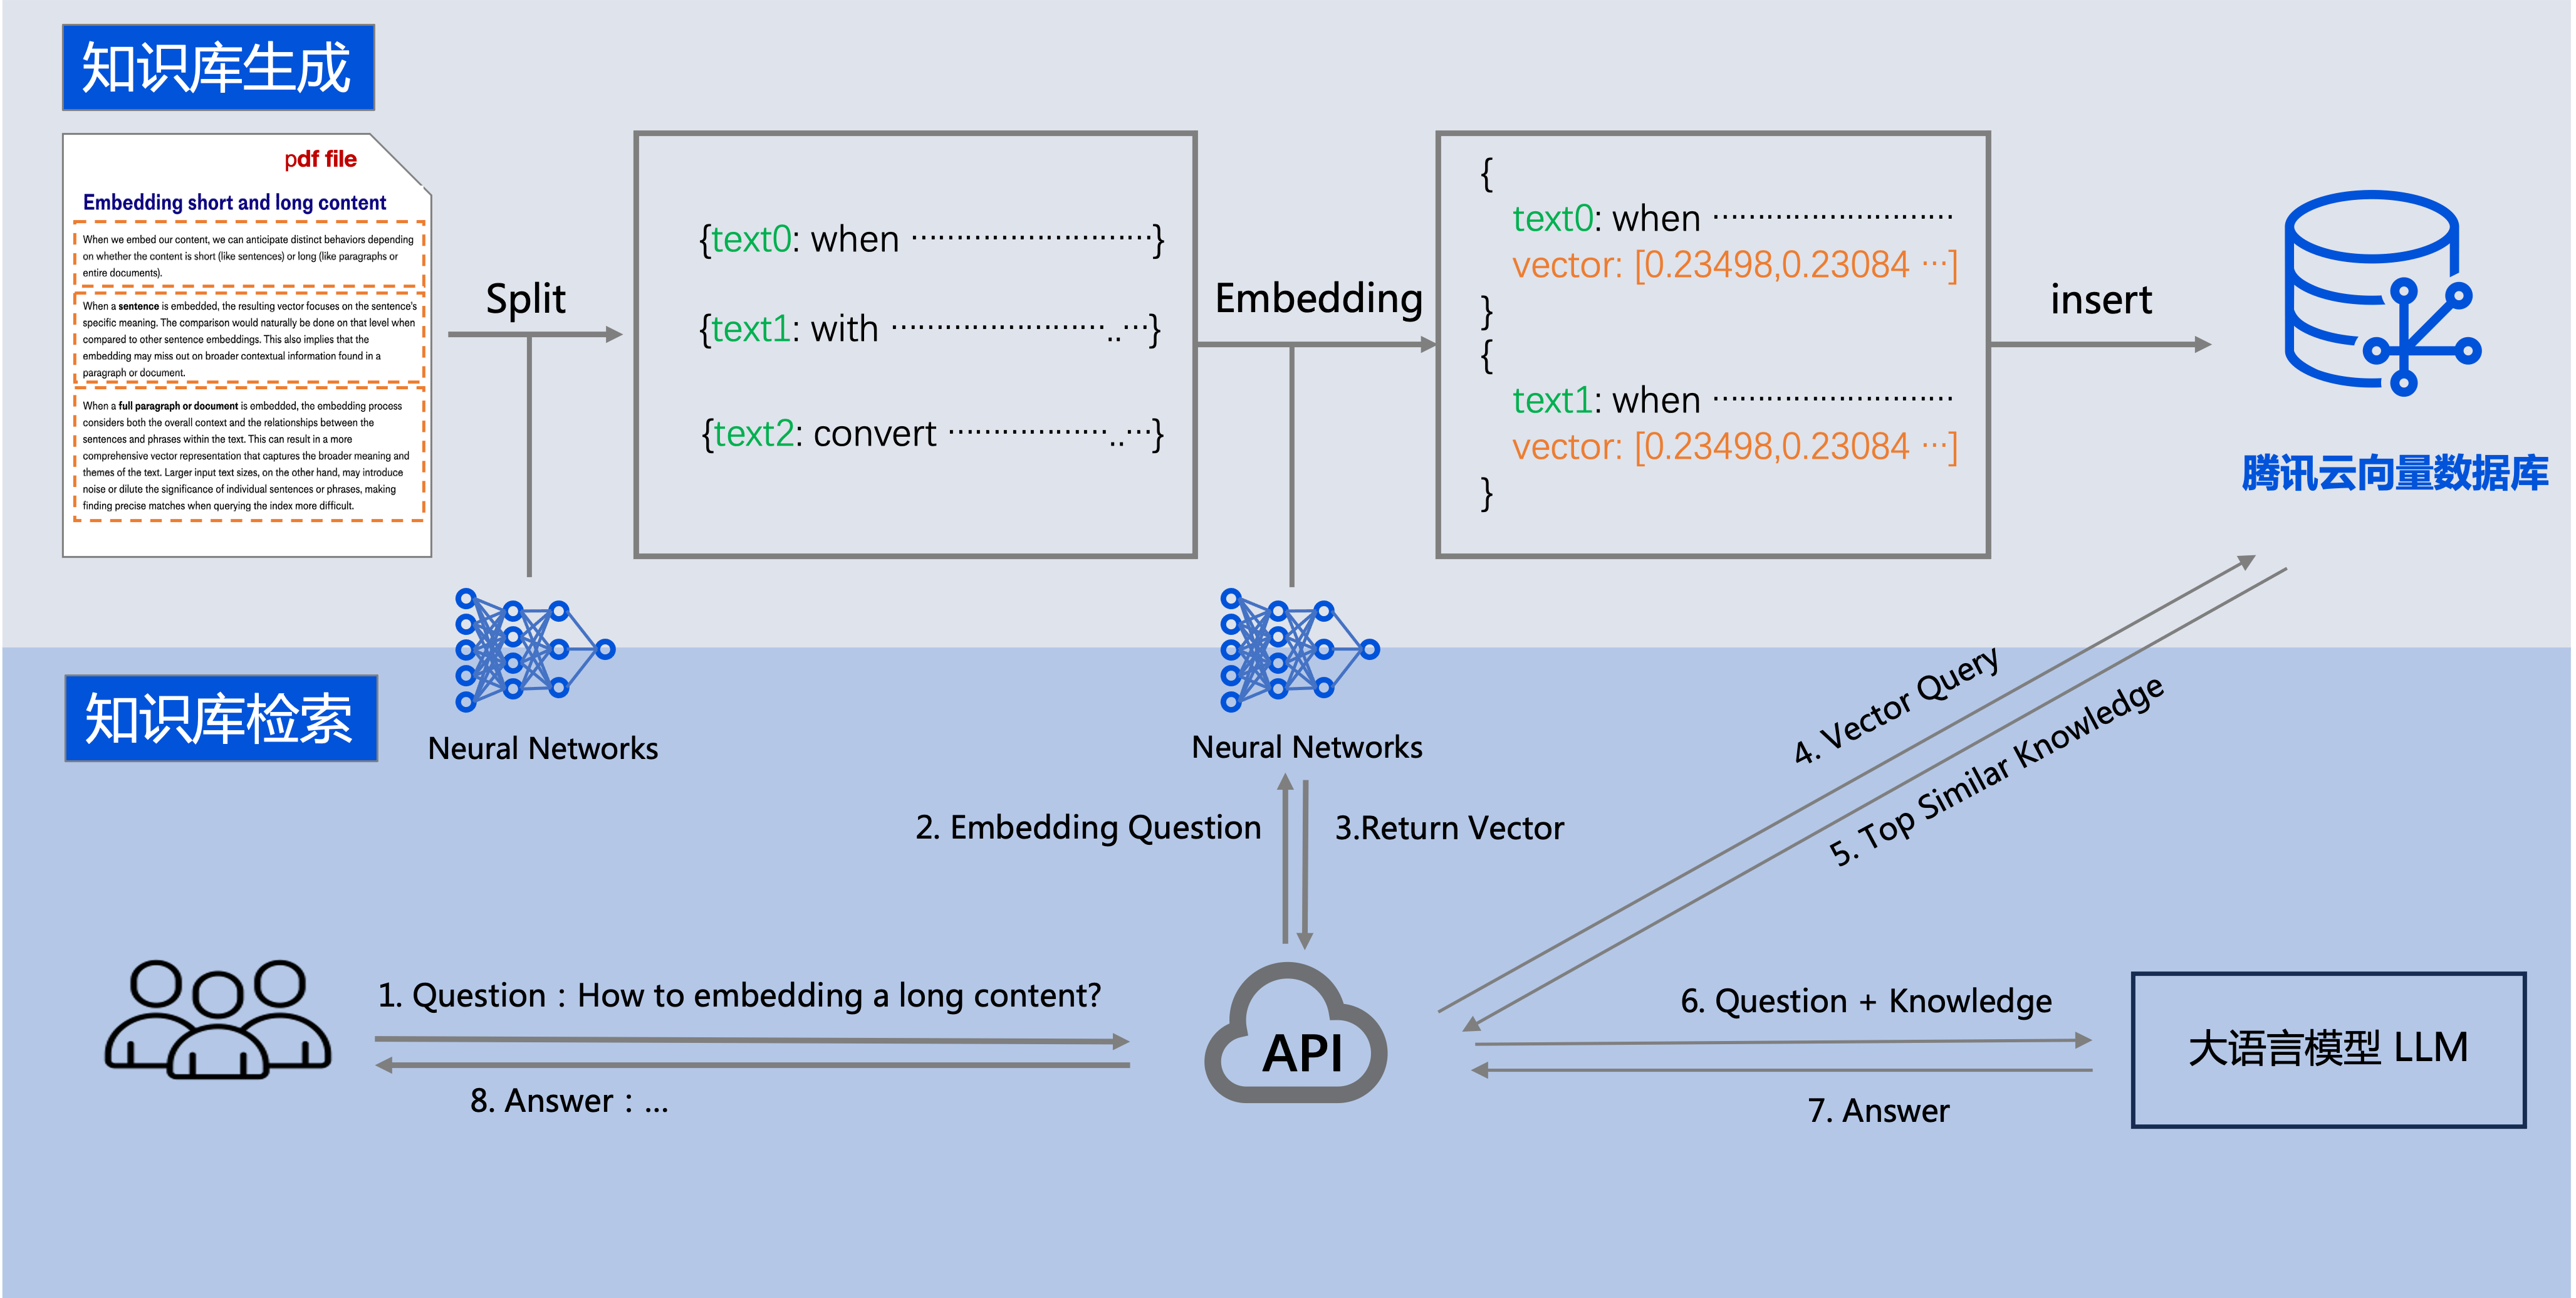 知识库生成
pdf file
Embedding short and long content
When we embed our content, we can anticipate distinct behaviors depending
on whether the content is short (like sentences) or long (like paragraphs or
entire documents).
When a sentence is embedded, the resulting vector focuses on the sentence's
specific meaning. The comparison would naturally be done on that level when
compared to other sentence embeddings. This also implies that the
embedding may miss out on broader contextual information found in a
paragraph or document.
When a full paragraph or document is embedded, the embedding process
considers both the overall context and the relationships between the
sentences and phrases within the text. This can result in a more
comprehensive vector representation that captures the broader meaning and
themes of the text. Larger input text sizes, on the other hand, may introduce
noise or dilute the significance of individual sentences or phrases, making
finding precise matches when querying the index more difficult.
Split
{text0: when ⋯⋯⋯⋯⋯⋯⋯⋯⋯}
{text1: with ⋯⋯⋯⋯⋯⋯⋯⋯..⋯}
{text2: convert ⋯⋯⋯⋯⋯⋯..⋯}
Embedding
{
text0: when ⋯⋯⋯⋯⋯⋯⋯⋯⋯
vector: [0.23498,0.23084 ⋯]
}
{
text1: when ⋯⋯⋯⋯⋯⋯⋯⋯⋯
vector: [0.23498,0.23084 ⋯]
}
insert
腾讯云向量数据库
知识库检索
Neural Networks
Neural Networks
4. Vector Query
5. Top Similar Knowledge
2. Embedding Question
3.Return Vector
1. Question：How to embedding a long content?
8. Answer：...
API
6. Question + Knowledge
7. Answer
大语言模型 LLM